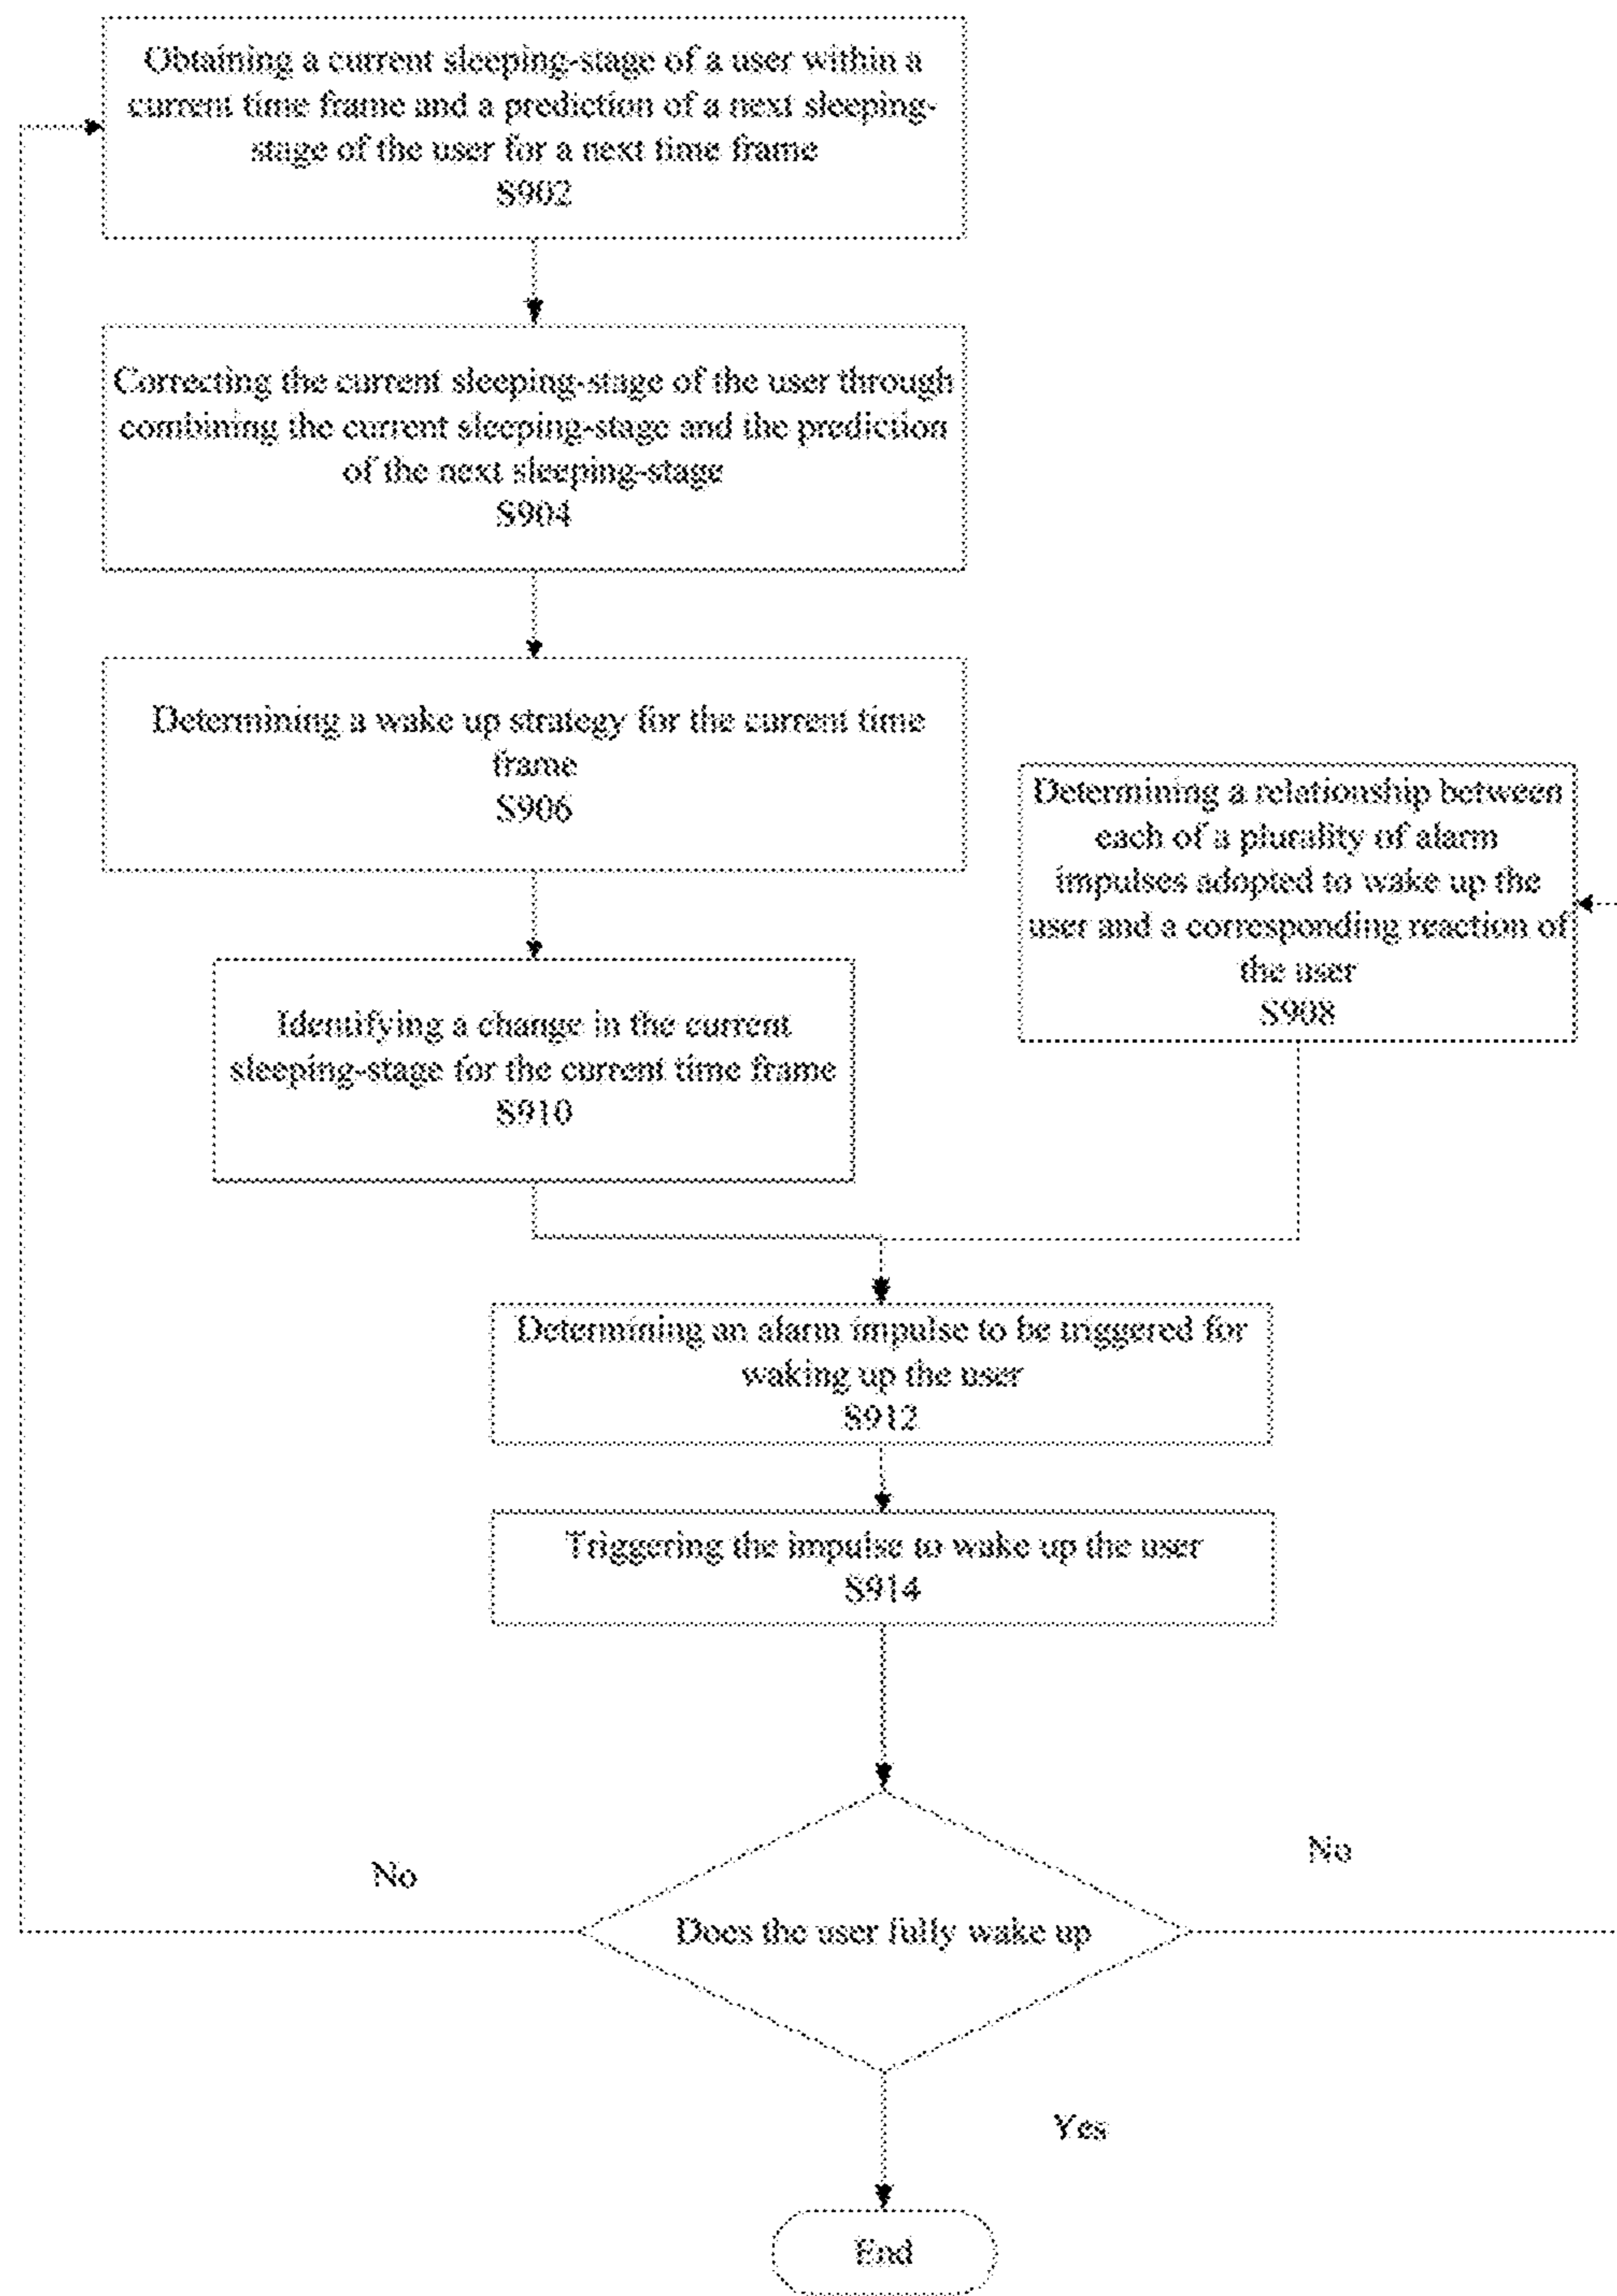 Obtaining a current sleeping-stage of a user within a
current time frame and a prediction of a next sleeping-
stage of the user for a next time frame
S902
Correcting the current sleeping-stage of the user through
combining the current sleeping-stage and the prediction
of the next sleeping-stage
S904
Determining a wake up strategy for the current time
frame
S906
Determining a relationship between
each of a plurality of alarm
impulses adopted to wake up the
user and a corresponding reaction of
the user
S908
Identifying a change in the current
sleeping-stage for the current time frame
S910
Determining an alarm impulse to be triggered for
waking up the user
S912
Triggering the impulse to wake up the user
S914
No
No
Does the user fully wake up
Yes
End